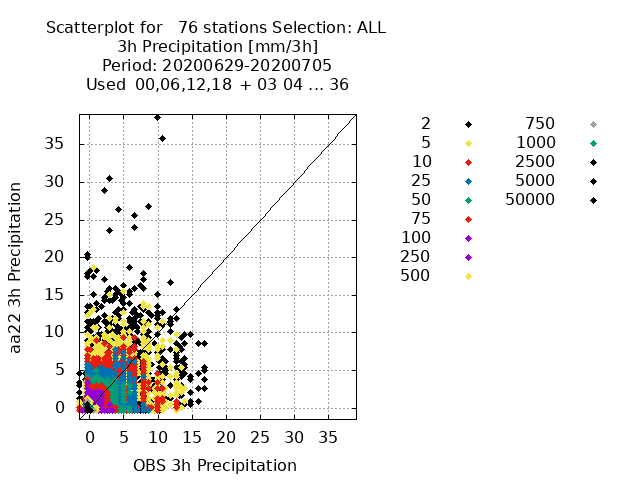 Scatterplot for 76 stations Selection: ALL
3h Precipitation [mm/3h]
Period: 20200629-20200705
Used 00,06,12,18 + 03 04 ... 36
aa22 3h Precipitation
35
30
25
20
15
10
5
0
0 5 10 15 20 25 30 35
OBS 3h Precipitation
2 750
5 1000
10 2500
25 5000
50 50000
75
100
250
500